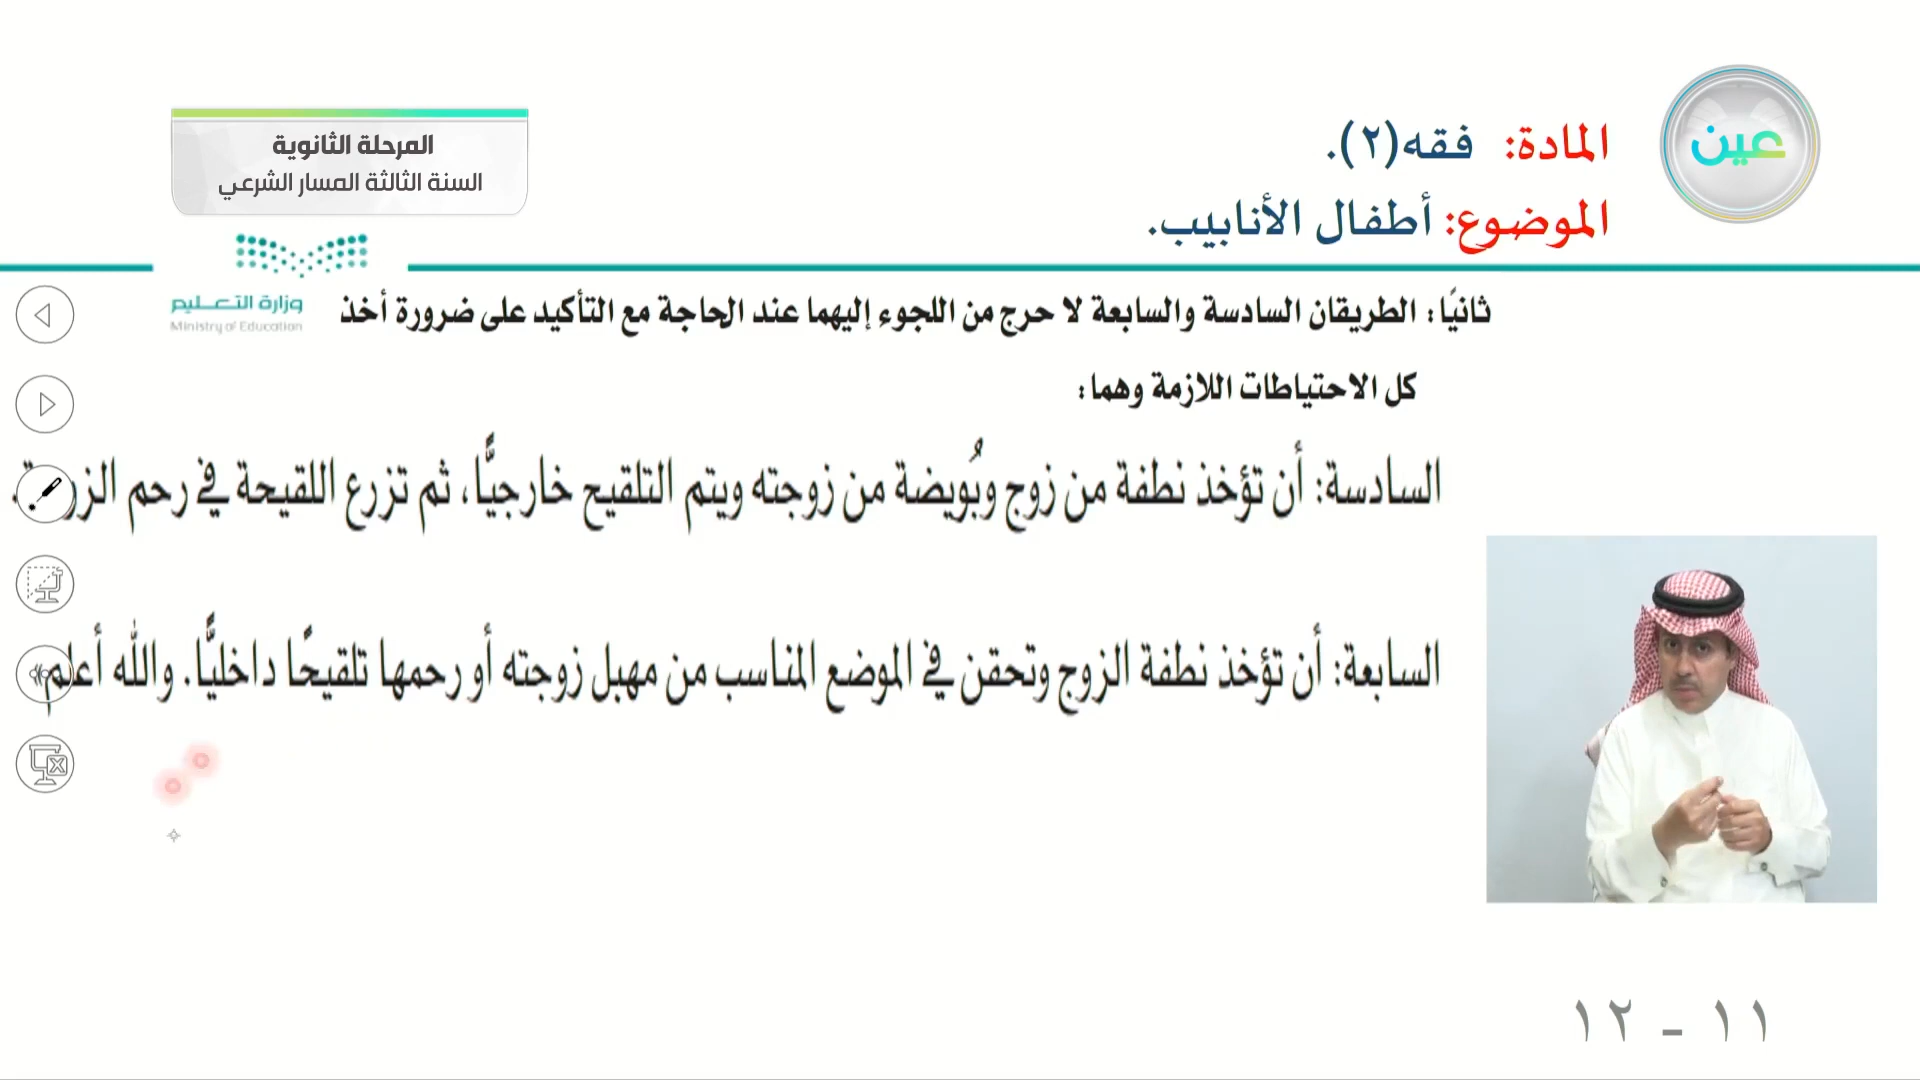 عين
المادة: فقه(٢).
الموضوع: أطفال الأنابيب.
المرحلة الثانوية
السنة الثالثة المسار الشرعي
وزارة التعـــليم
Ministry of Education
ثانيًا: الطريقان السادسة والسابعة لا حرج من اللجوء إليهما عند الحاجة مع التأكيد على ضرورة أخذ
كل الاحتياطات اللازمة وهما:
السادسة: أن تؤخذ نطفة من زوج وبُويضة من زوجته ويتم التلقيح خارجيًّا، ثم تزرع اللقيحة في رحم
السابعة: أن تؤخذ نطفة الزوج وتحقن في الموضع المناسب من مهبل زوجته أو رحمها تلقيحًا داخليًّا. والله أعلم
١١ - ١٢